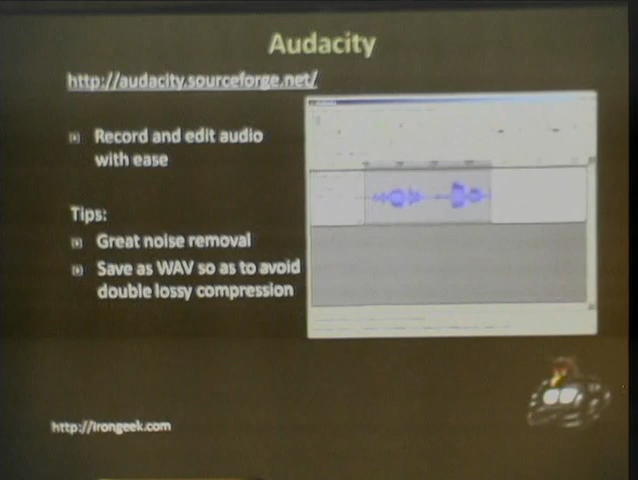 Audacity
http://audacity.sourceforge.net/
Record and edit audio
with ease
Tips:
Great noise removal
Save as WAV so as to avoid
double lossy compression
http://Irongeek.com